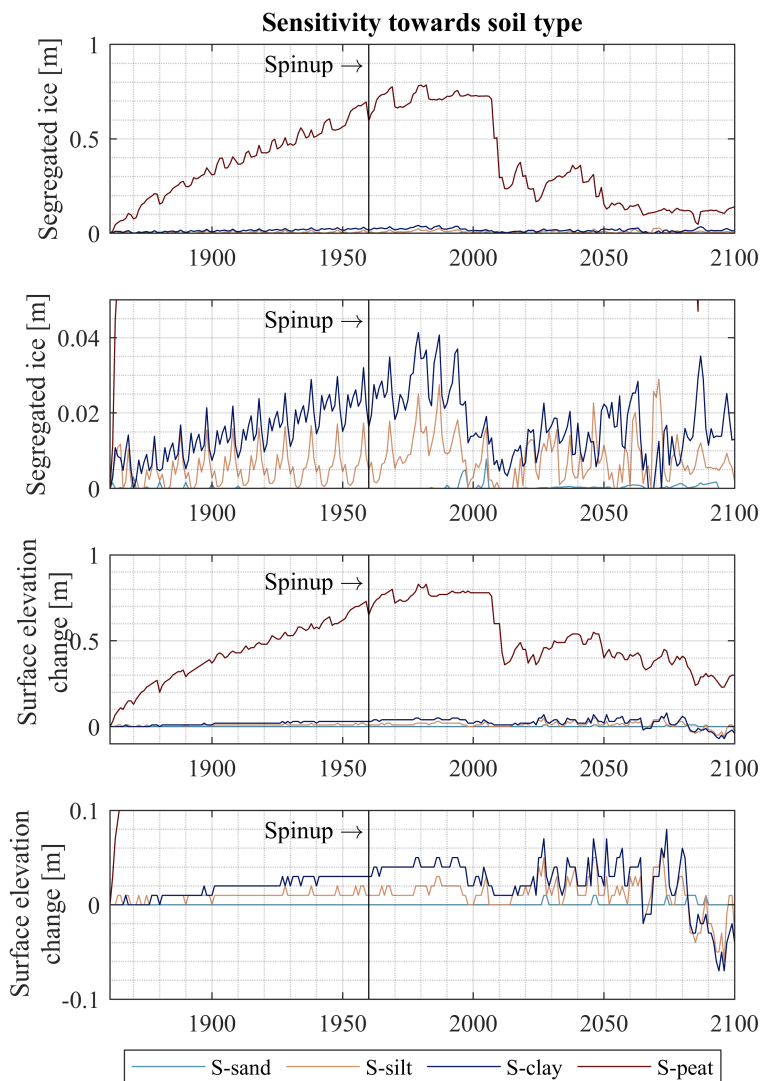 Sensitivity towards soil type
Segregated ice [m]
1
0.5
0
Spinup →
1900 1950 2000 2050 2100
Segregated ice [m]
0.04
0.02
0
Spinup →
1900 1950 2000 2050 2100
Surface elevation
change [m]
1
0.5
0
Spinup →
1900 1950 2000 2050 2100
Surface elevation
change [m]
0.1
0
-0.1
Spinup →
1900 1950 2000 2050 2100
S-sand S-silt S-clay S-peat